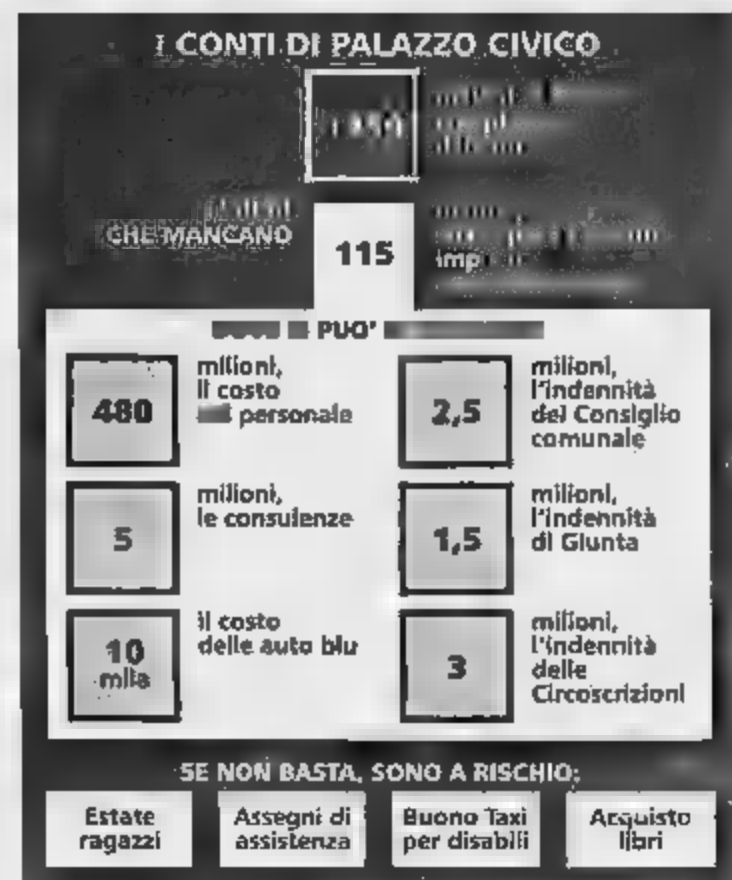 I CONTI DI PALAZZO CIVICO
CHE MANCANO
115
PUO'
480
milioni,
il costo
personale
2,5
milioni,
l'indennità
del Consiglio
comunale
5
milioni,
le consulenze
1,5
milioni,
l'indennità
di Giunta
10
mila
il costo
delle auto blu
3
milioni,
l'indennità
delle
Circoscrizioni
SE NON BASTA, SONO A RISCHIO:
Estate
ragazzi
Assegni di
assistenza
Buono Taxi
per disabili
Acquisto
libri